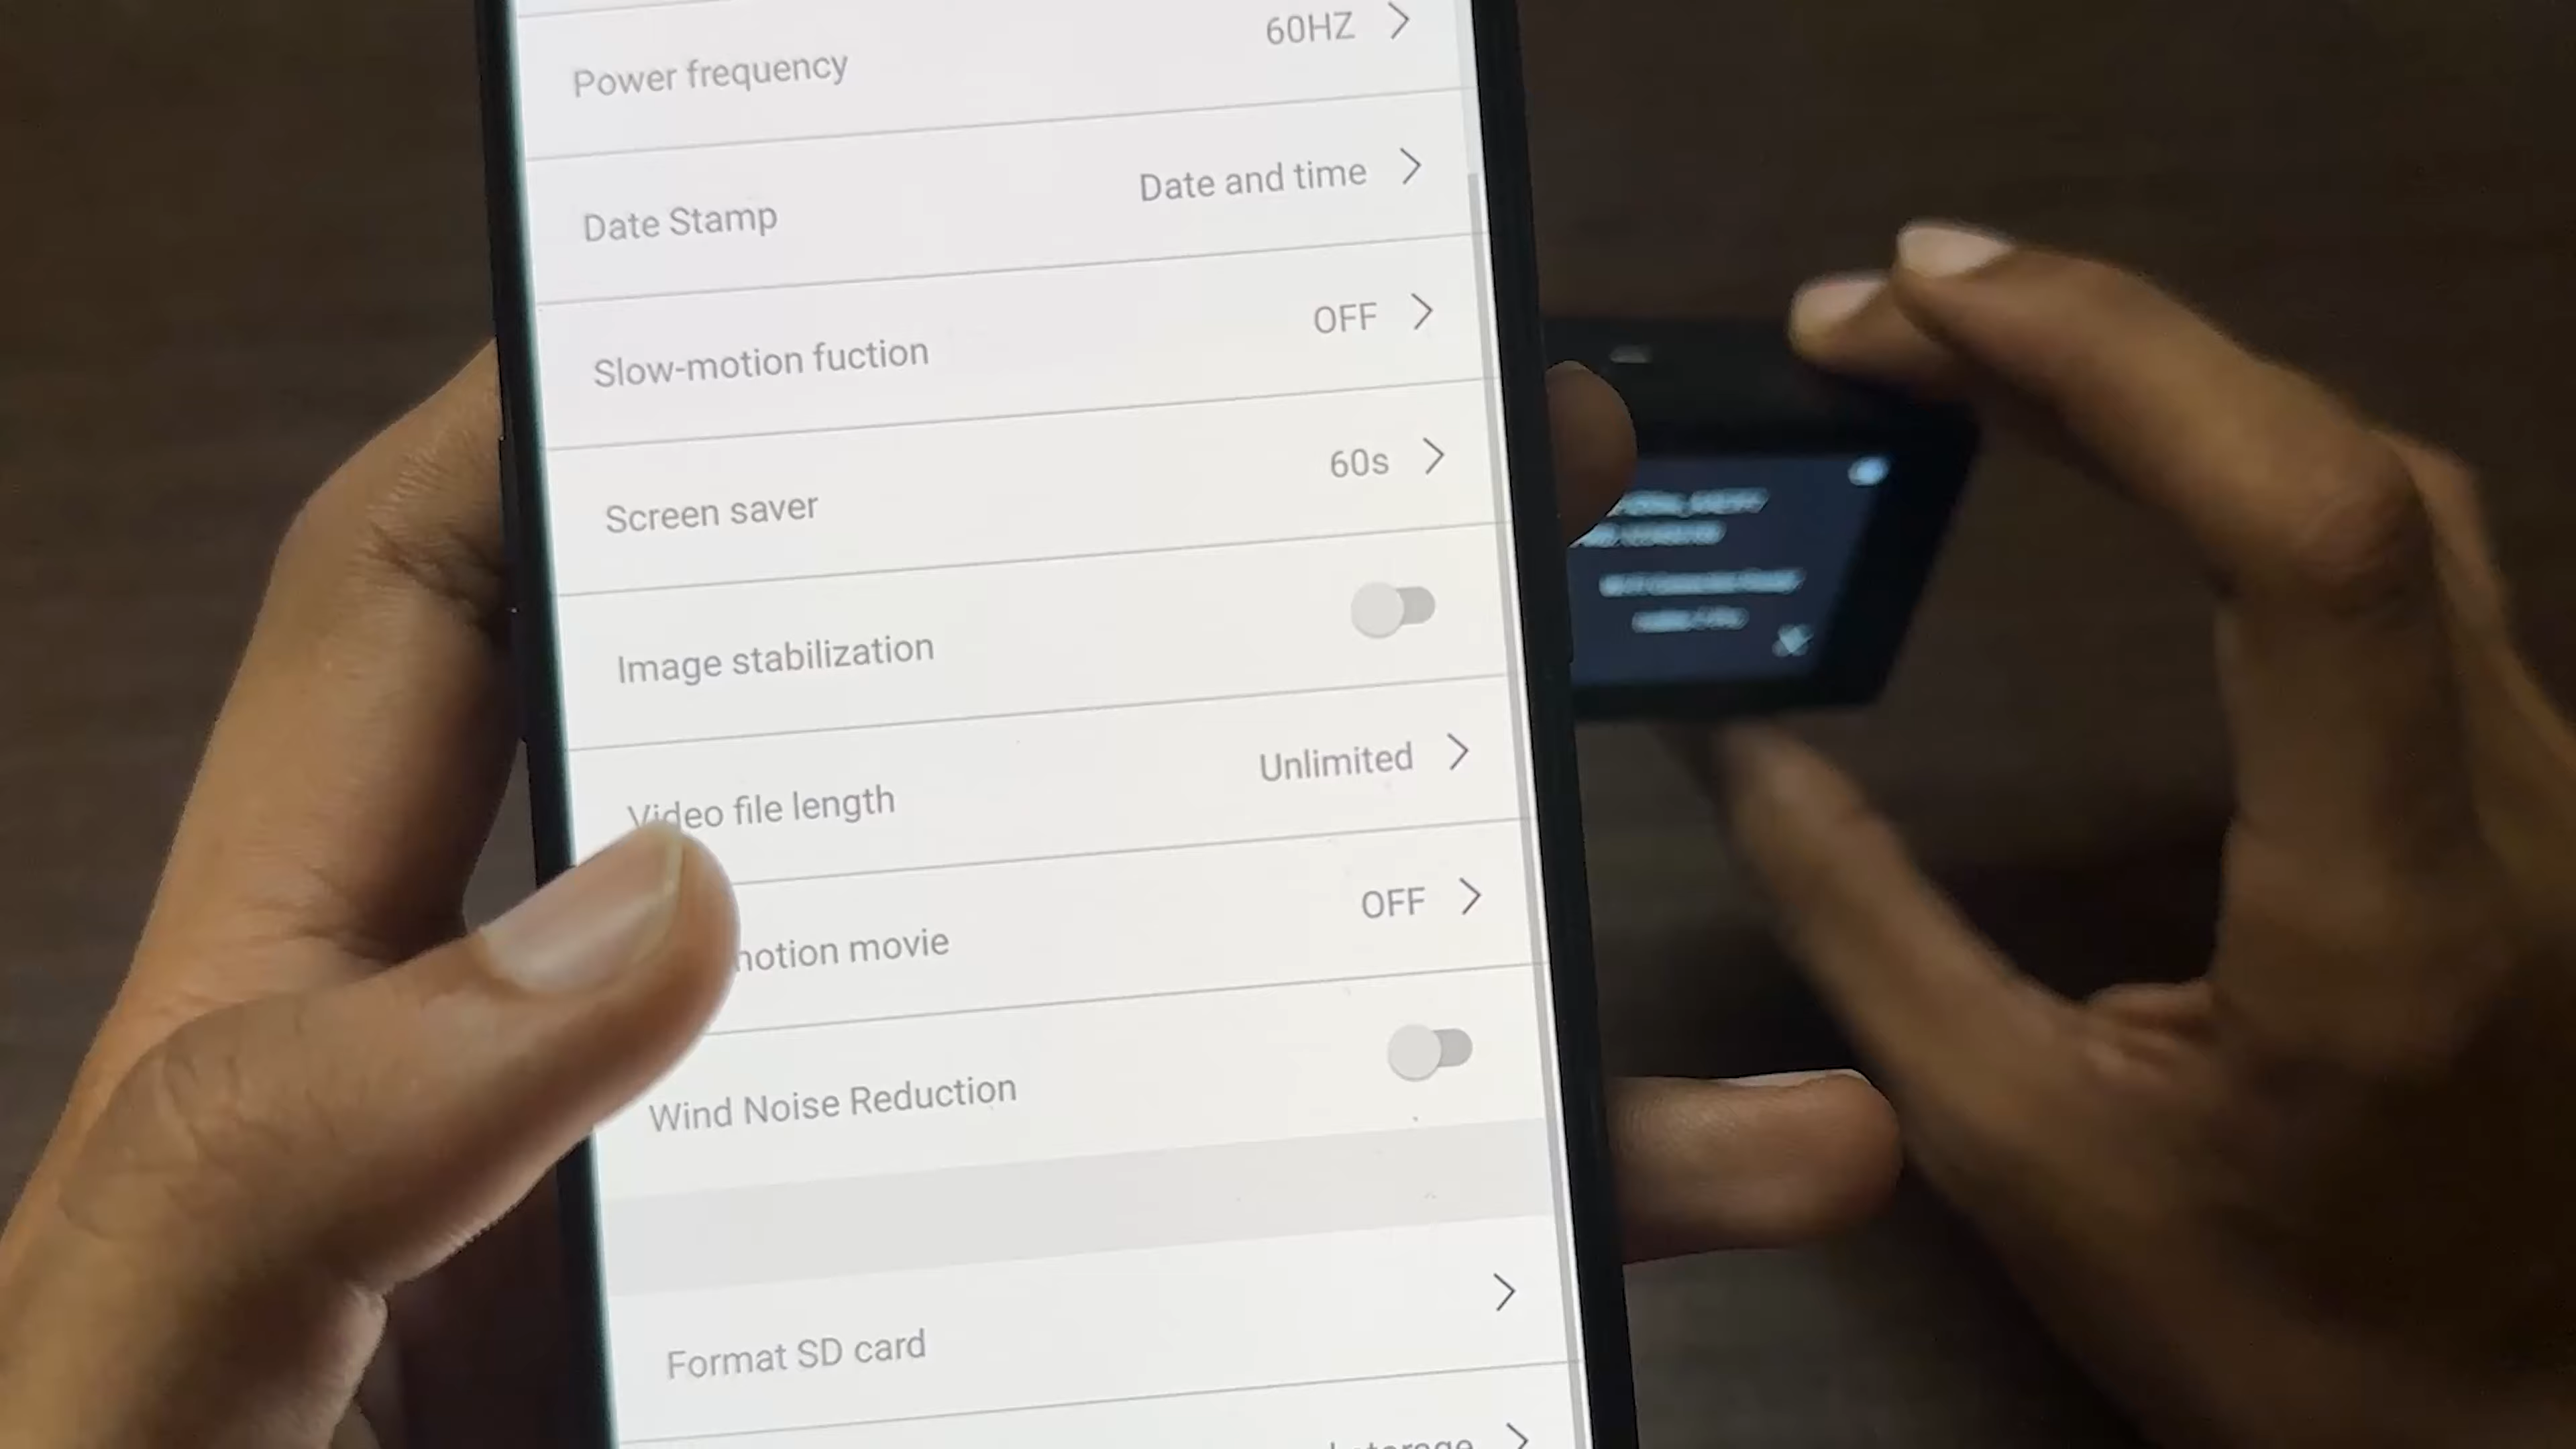 60HZ
Power frequency
Date and time
Date Stamp
OFF
Slow-motion fuction
60s
Screen saver
Image stabilization
Unlimited
Video file length
OFF
motion movie
Wind Noise Reduction
Format SD card